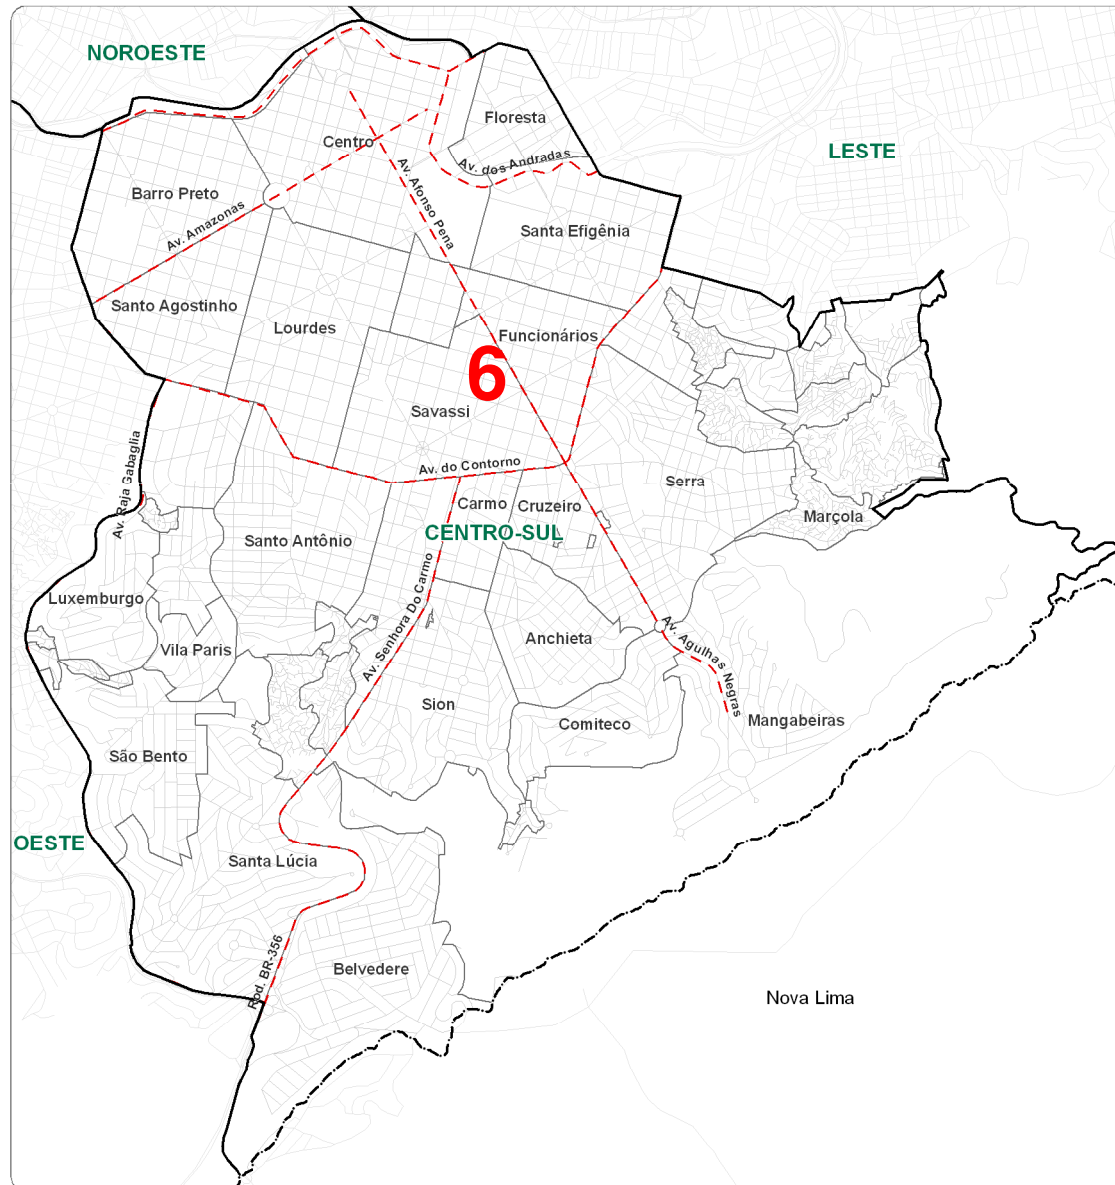 NOROESTE
Floresta
Centro
LESTE
Av. dos Andradas
Barro Preto
Av. Afonso Pena
Av. Amazonas
Santa Efigênia
Santo Agostinho
Lourdes
Funcionários
6
Savassi
Av. do Contorno
Av. Raja Gabaglia
Serra
Carmo
Cruzeiro
Marçola
CENTRO-SUL
Santo Antônio
Luxemburgo
Av. Senhora Do Carmo
Anchieta
Vila Paris
Av. Agulhas Negras
Sion
Comiteco
Mangabeiras
São Bento
OESTE
Santa Lúcia
Rod. BR-356
Belvedere
Nova Lima